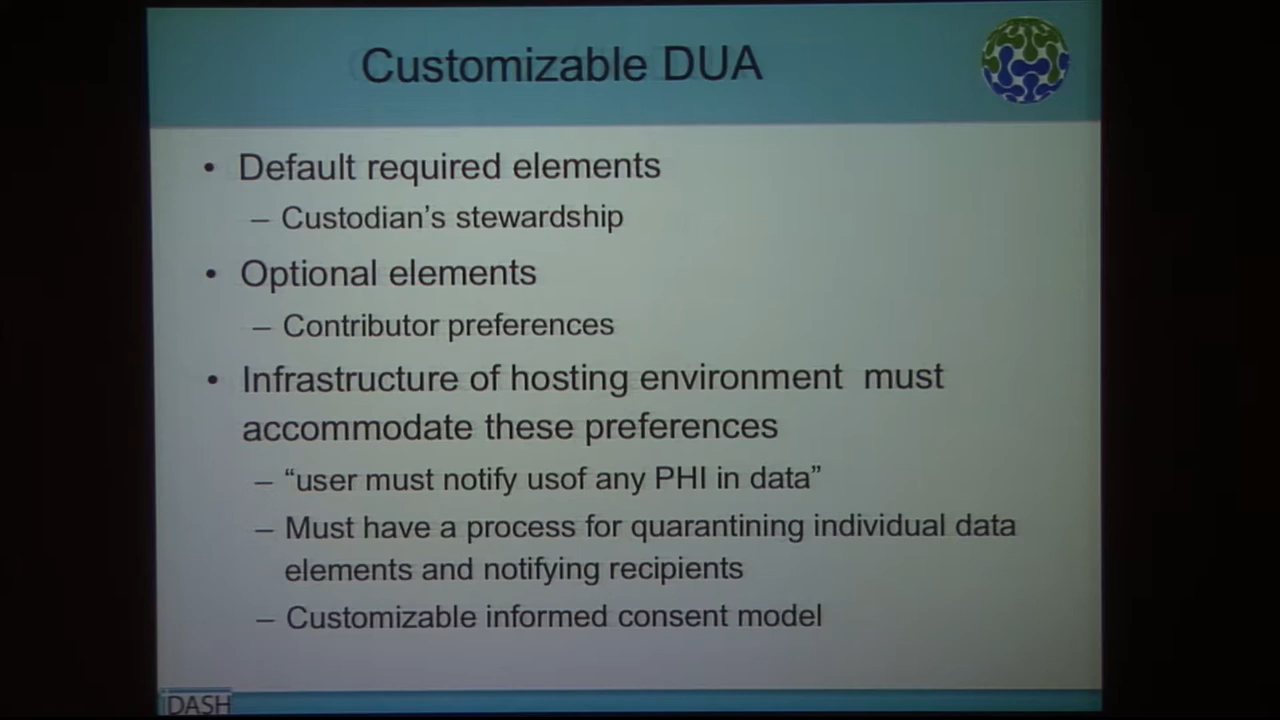 Customizable DUA
• Default required elements
– Custodian's stewardship
• Optional elements
– Contributor preferences
• Infrastructure of hosting environment must
accommodate these preferences
– “user must notify usof any PHI in data”
– Must have a process for quarantining individual data
elements and notifying recipients
– Customizable informed consent model
iDASH